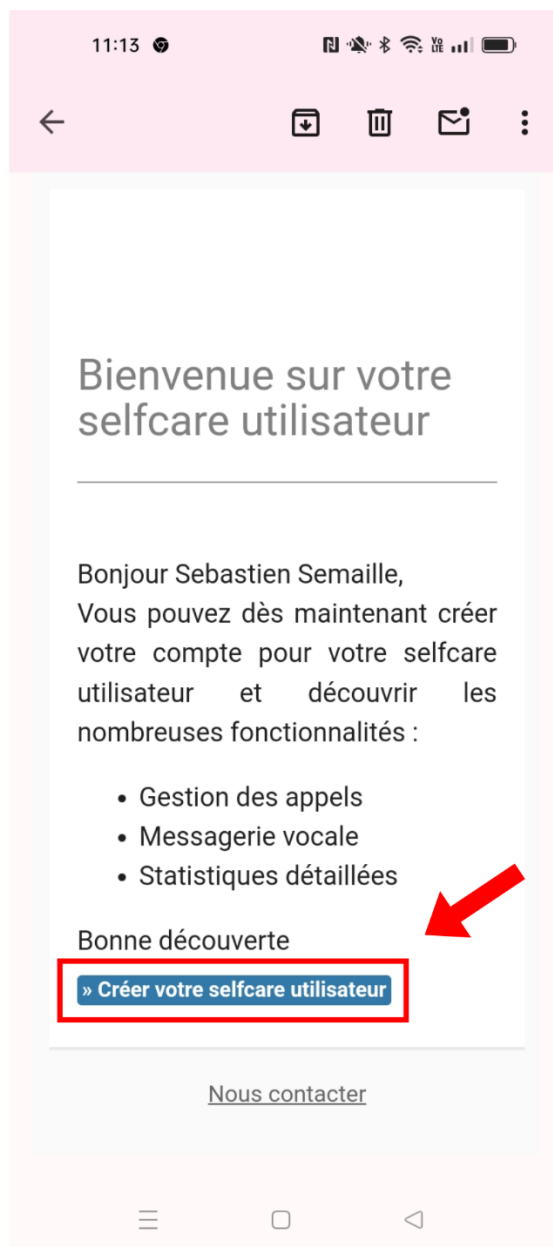 11:13
Vo
LTE
Bienvenue sur votre
selfcare utilisateur
Bonjour Sebastien Semaille,
Vous pouvez dès maintenant créer
votre compte pour votre selfcare
utilisateur et découvrir les
nombreuses fonctionnalités :
• Gestion des appels
• Messagerie vocale
• Statistiques détaillées
Bonne découverte
» Créer votre selfcare utilisateur
Nous contacter